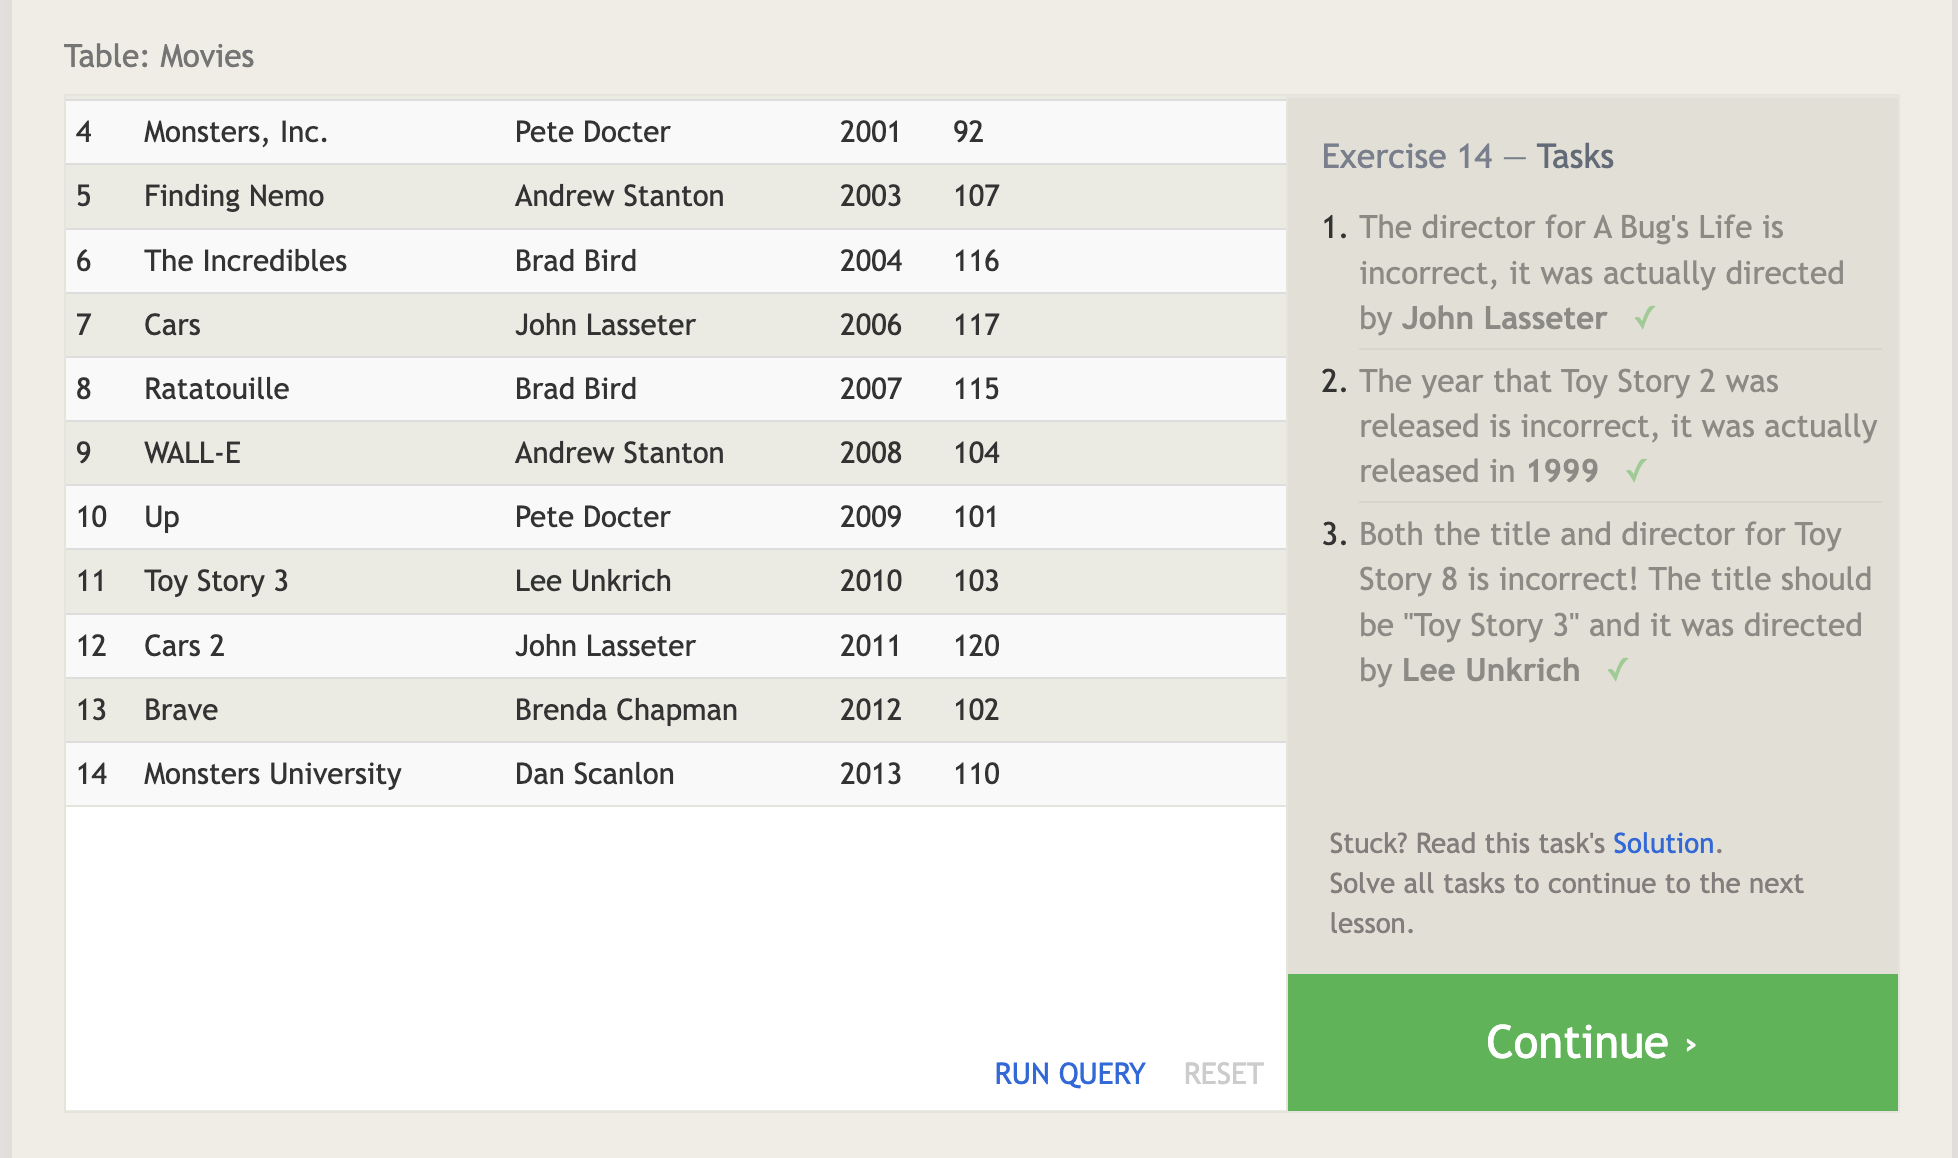 Table: Movies
4 Monsters, Inc. Pete Docter 2001 92
5 Finding Nemo Andrew Stanton 2003 107
6 The Incredibles Brad Bird 2004 116
7 Cars John Lasseter 2006 117
8 Ratatouille Brad Bird 2007 115
9 WALL-E Andrew Stanton 2008 104
10 Up Pete Docter 2009 101
11 Toy Story 3 Lee Unkrich 2010 103
12 Cars 2 John Lasseter 2011 120
13 Brave Brenda Chapman 2012 102
14 Monsters University Dan Scanlon 2013 110
RUN QUERY RESET
Exercise 14 — Tasks
1. The director for A Bug's Life is
incorrect, it was actually directed
by John Lasseter ✓
2. The year that Toy Story 2 was
released is incorrect, it was actually
released in 1999 ✓
3. Both the title and director for Toy
Story 8 is incorrect! The title should
be "Toy Story 3" and it was directed
by Lee Unkrich ✓
Stuck? Read this task's Solution.
Solve all tasks to continue to the next
lesson.
Continue ›